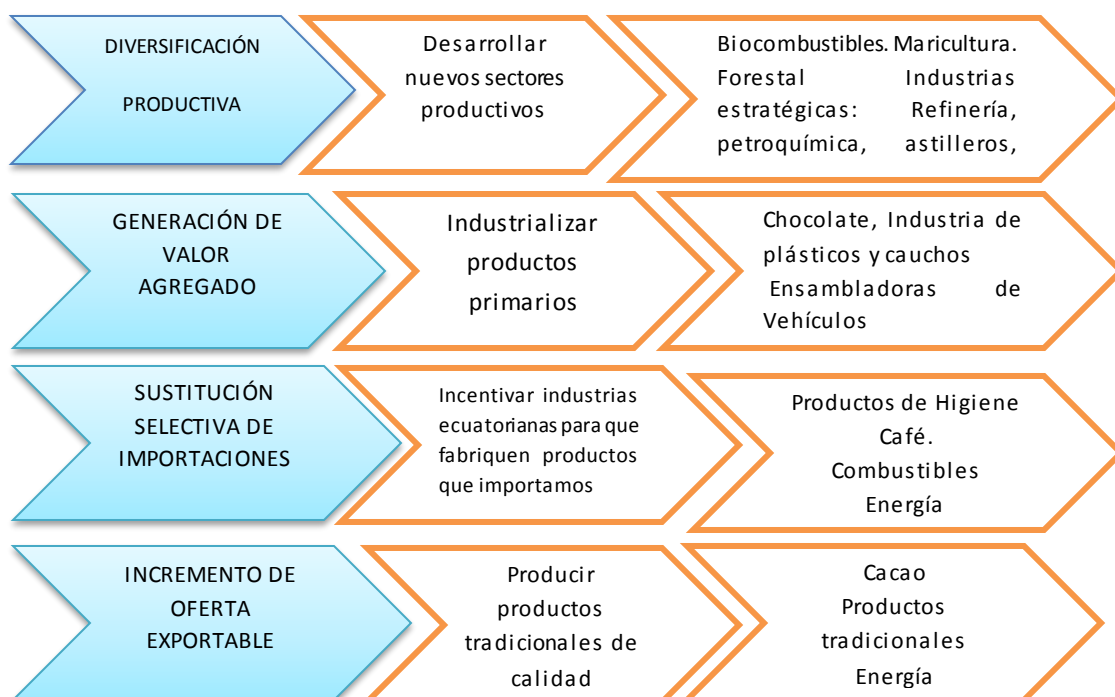 DIVERSIFICACIÓN
PRODUCTIVA
Desarrollar
nuevos sectores
productivos
Biocombustibles. Maricultura.
Forestal Industrias
estratégicas: Refinería,
petroquímica, astilleros,
GENERACIÓN DE
VALOR
AGREGADO
Industrializar
productos
primarios
Chocolate, Industria de
plásticos y cauchos
Ensambladoras de
Vehículos
SUSTITUCIÓN
SELECTIVA DE
IMPORTACIONES
Incentivar industrias
ecuatorianas para que
fabriquen productos
que importamos
Productos de Higiene
Café.
Combustibles
Energía
INCREMENTO DE
OFERTA
EXPORTABLE
Producir
productos
tradicionales de
calidad
Cacao
Productos
tradicionales
Energía